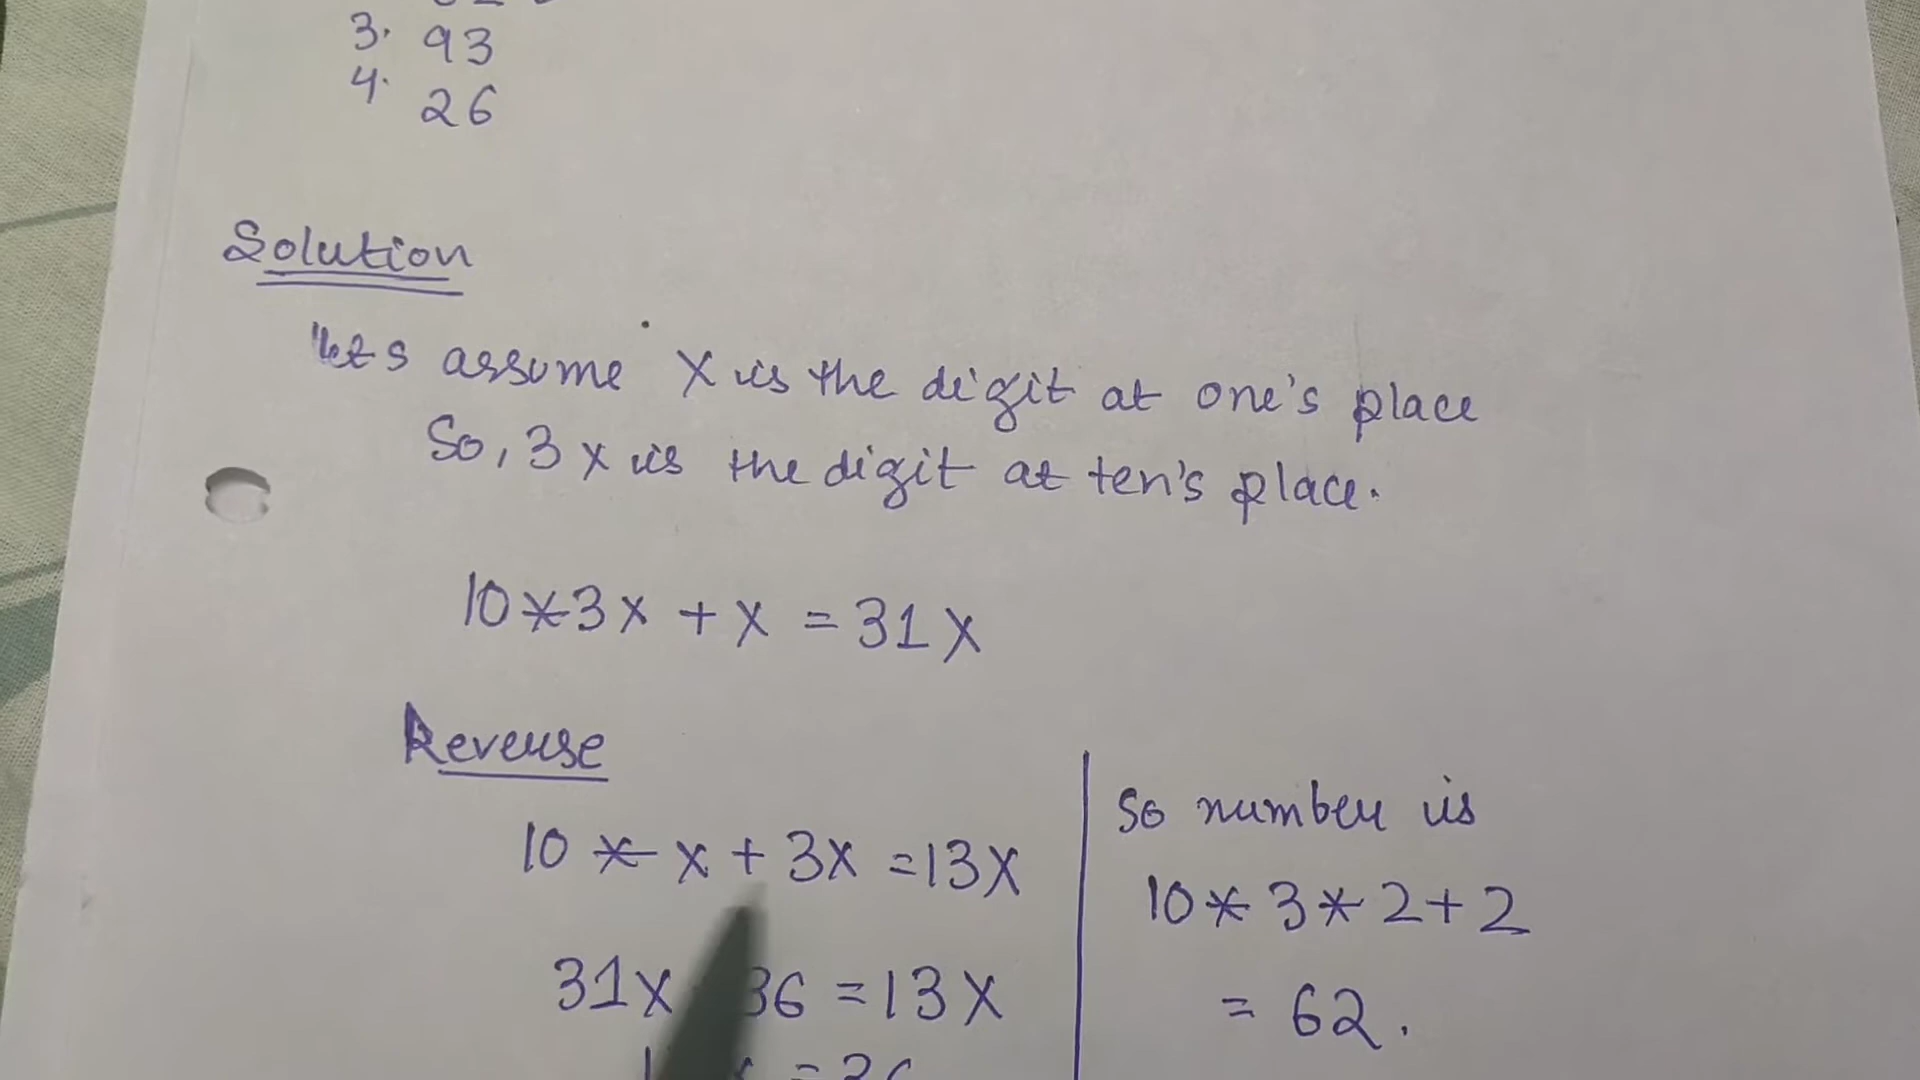 3. 93
4. 26
Solution
lets assume X is the digit at one's place
So, 3x is the digit at ten's place.
10*3x + x = 31x
Reverse
10 * x + 3x = 13x
31x 36 = 13x
= 36
So number is
10 * 3 * 2 + 2
= 62.